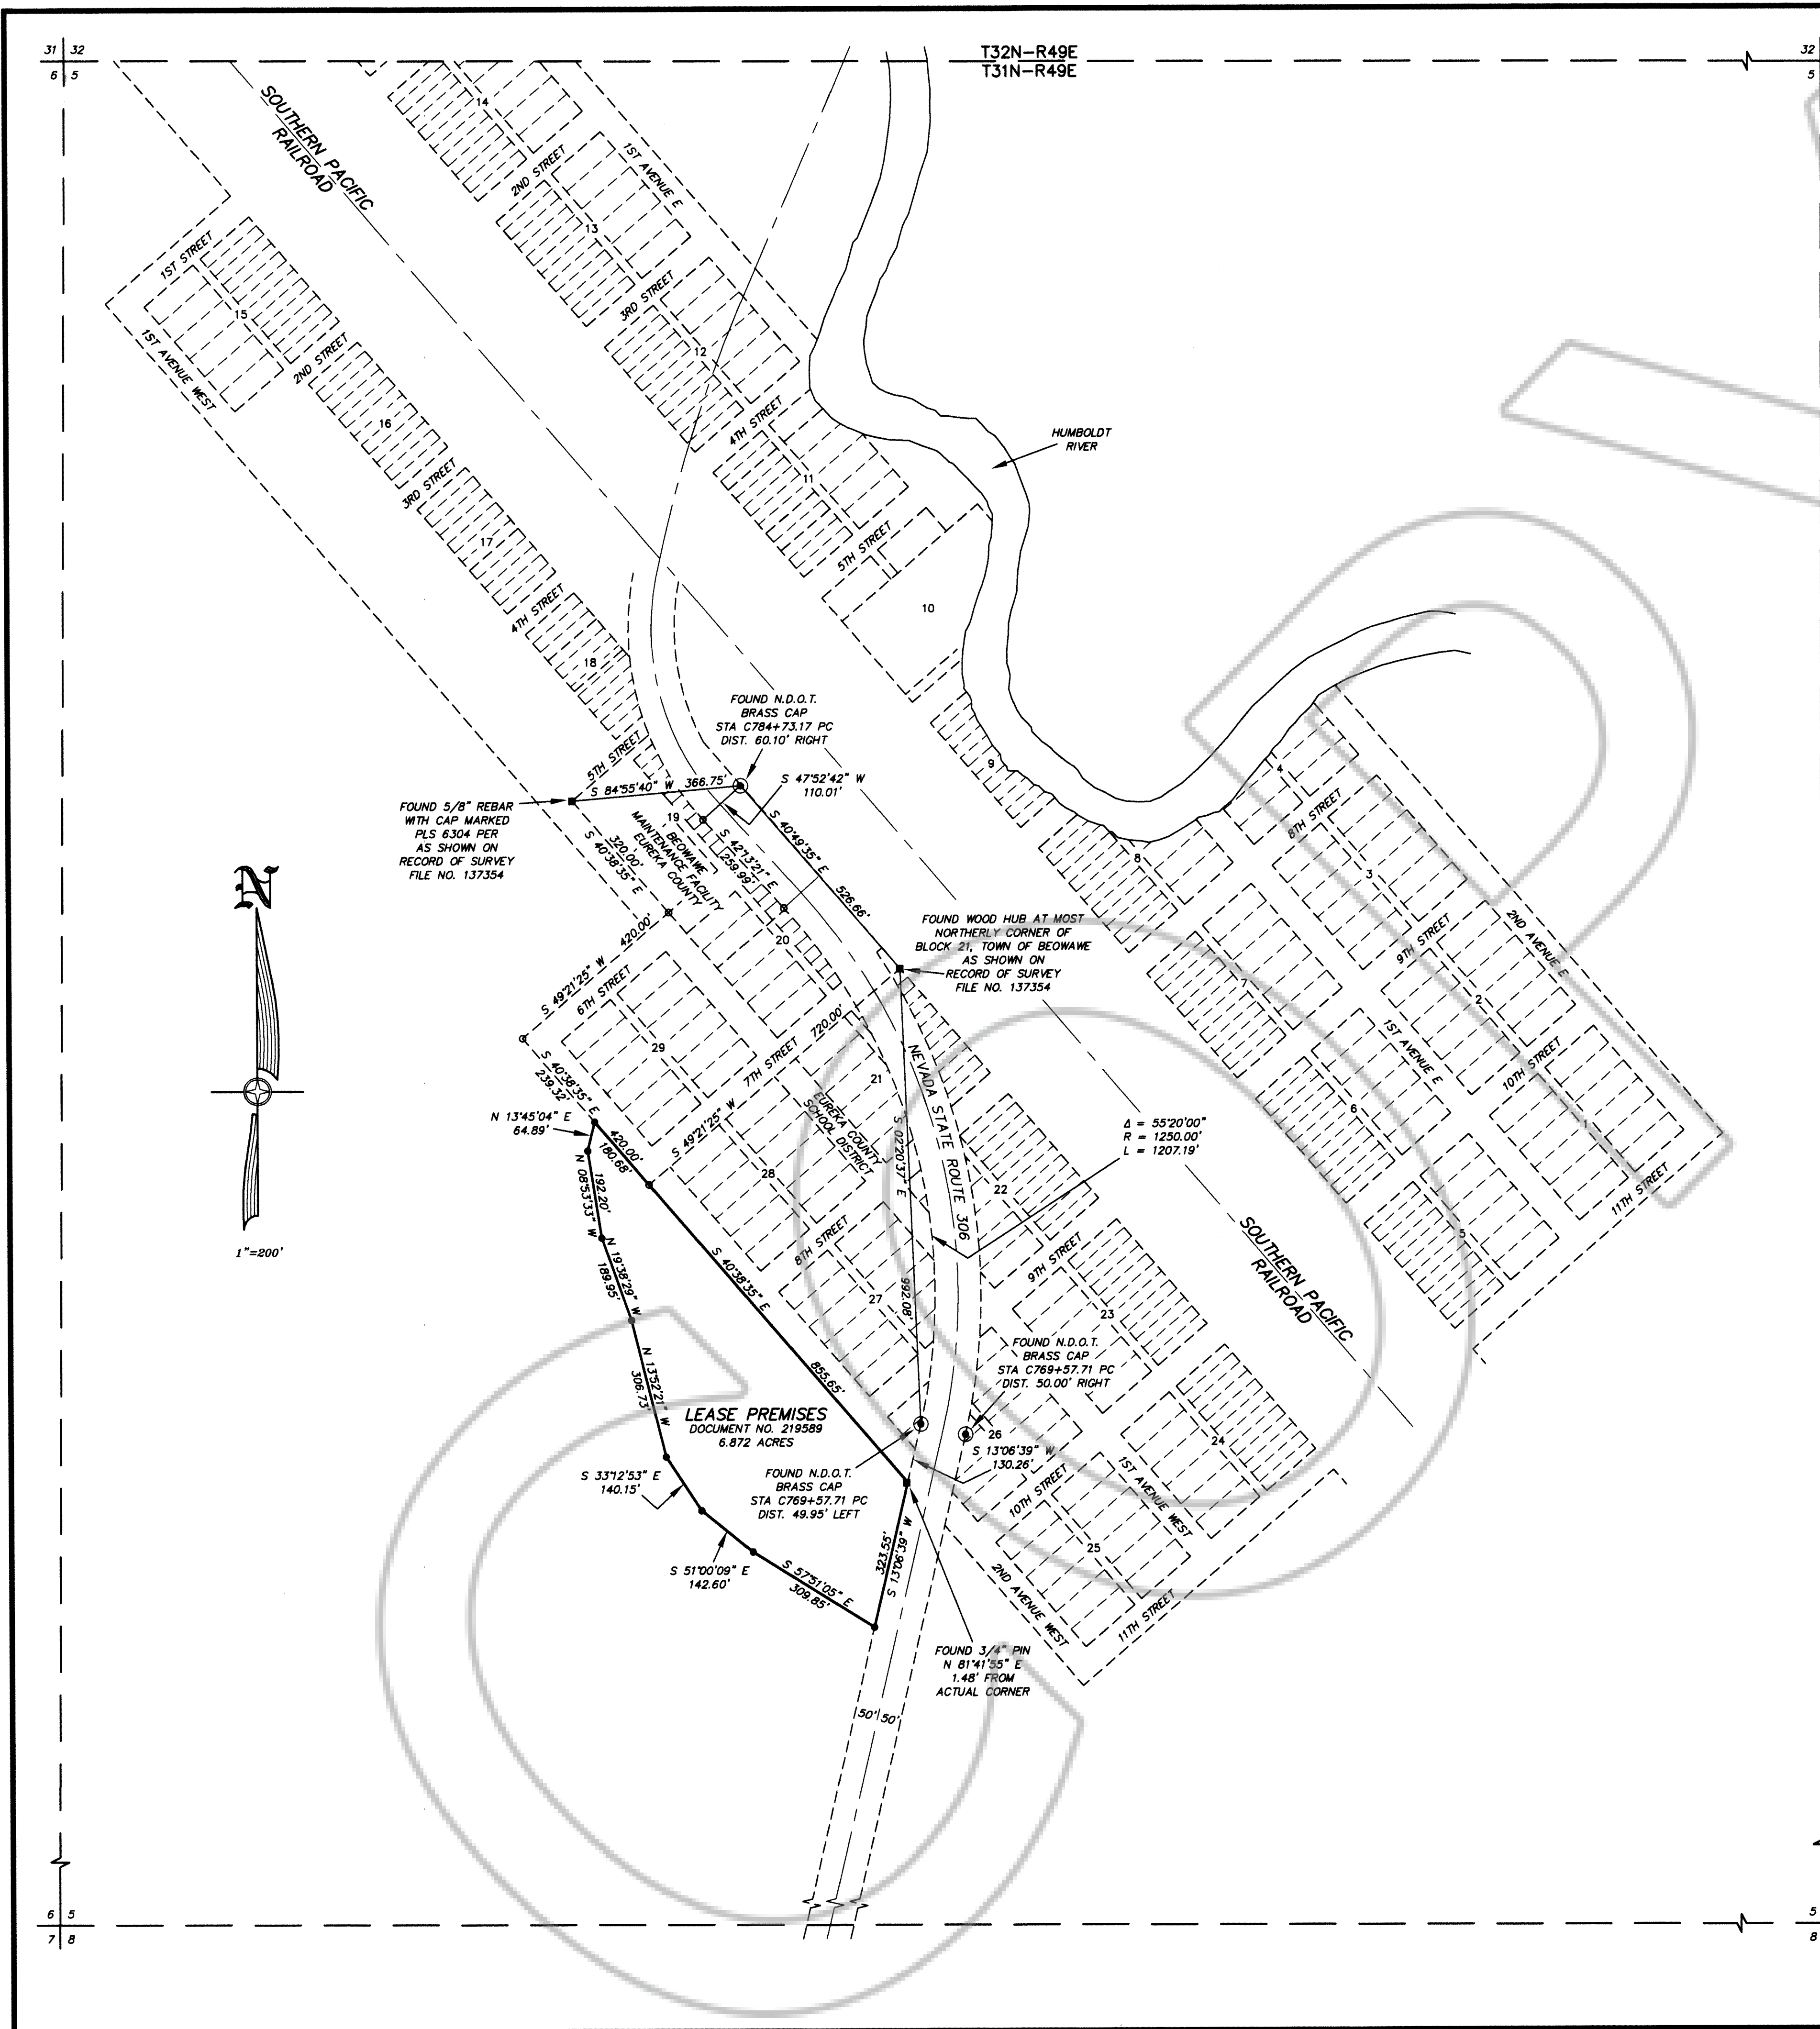 T32N-R49E
T31N-R49E
31 32
6 5
32
5
SOUTHERN PACIFIC
RAILROAD
14
2ND STREET
1ST AVENUE E
13
3RD STREET
12
4TH STREET
11
5TH STREET
10
HUMBOLDT
RIVER
1ST STREET
15
1ST AVENUE WEST
2ND STREET
16
3RD STREET
17
4TH STREET
18
5TH STREET
FOUND N.D.O.T.
BRASS CAP
STA C784+73.17 PC
DIST. 60.10' RIGHT
S 84°55'40" W 366.75'
S 47°52'42" W
110.01'
FOUND 5/8" REBAR
WITH CAP MARKED
PLS 6304 PER
AS SHOWN ON
RECORD OF SURVEY
FILE NO. 137354
19
BEOWAWE
MAINTENANCE FACILITY
EUREKA COUNTY
320.00'
S 40°38'35" E
S 42°13'21" E
259.99'
S 40°49'35" E
526.66'
9
8
4
8TH STREET
3
9TH STREET
2ND AVENUE E
2
10TH STREET
1
11TH STREET
7
1ST AVENUE E
6
5
FOUND WOOD HUB AT MOST
NORTHERLY CORNER OF
BLOCK 21, TOWN OF BEOWAWE
AS SHOWN ON
RECORD OF SURVEY
FILE NO. 137354
20
N
1"=200'
S 49°21'25" W 420.00'
6TH STREET
29
S 40°38'35" E
239.32'
N 13°45'04" E
64.89'
420.00'
180.68'
S 49°21'25" W 720.00'
7TH STREET
21
EUREKA COUNTY
SCHOOL DISTRICT
NEVADA STATE ROUTE 306
S 02°20'37" E
992.08'
Δ = 55°20'00"
R = 1250.00'
L = 1207.19'
28
22
192.20'
N 08°53'33" W
N 19°38'29" W
189.95'
S 40°38'35" E
855.65'
8TH STREET
27
9TH STREET
23
SOUTHERN PACIFIC
RAILROAD
N 13°52'21" W
306.73'
FOUND N.D.O.T.
BRASS CAP
STA C769+57.71 PC
DIST. 50.00' RIGHT
LEASE PREMISES
DOCUMENT NO. 219589
6.872 ACRES
26
S 13°06'39" W
130.26'
24
S 33°12'53" E
140.15'
FOUND N.D.O.T.
BRASS CAP
STA C769+57.71 PC
DIST. 49.95' LEFT
10TH STREET
1ST AVENUE WEST
S 51°00'09" E
142.60'
S 57°51'05" E
309.85'
323.55'
S 13°06'39" W
25
2ND AVENUE WEST
11TH STREET
FOUND 3/4" PIN
N 81°41'55" E
1.48' FROM
ACTUAL CORNER
50' 50'
6 5
7 8
5
8